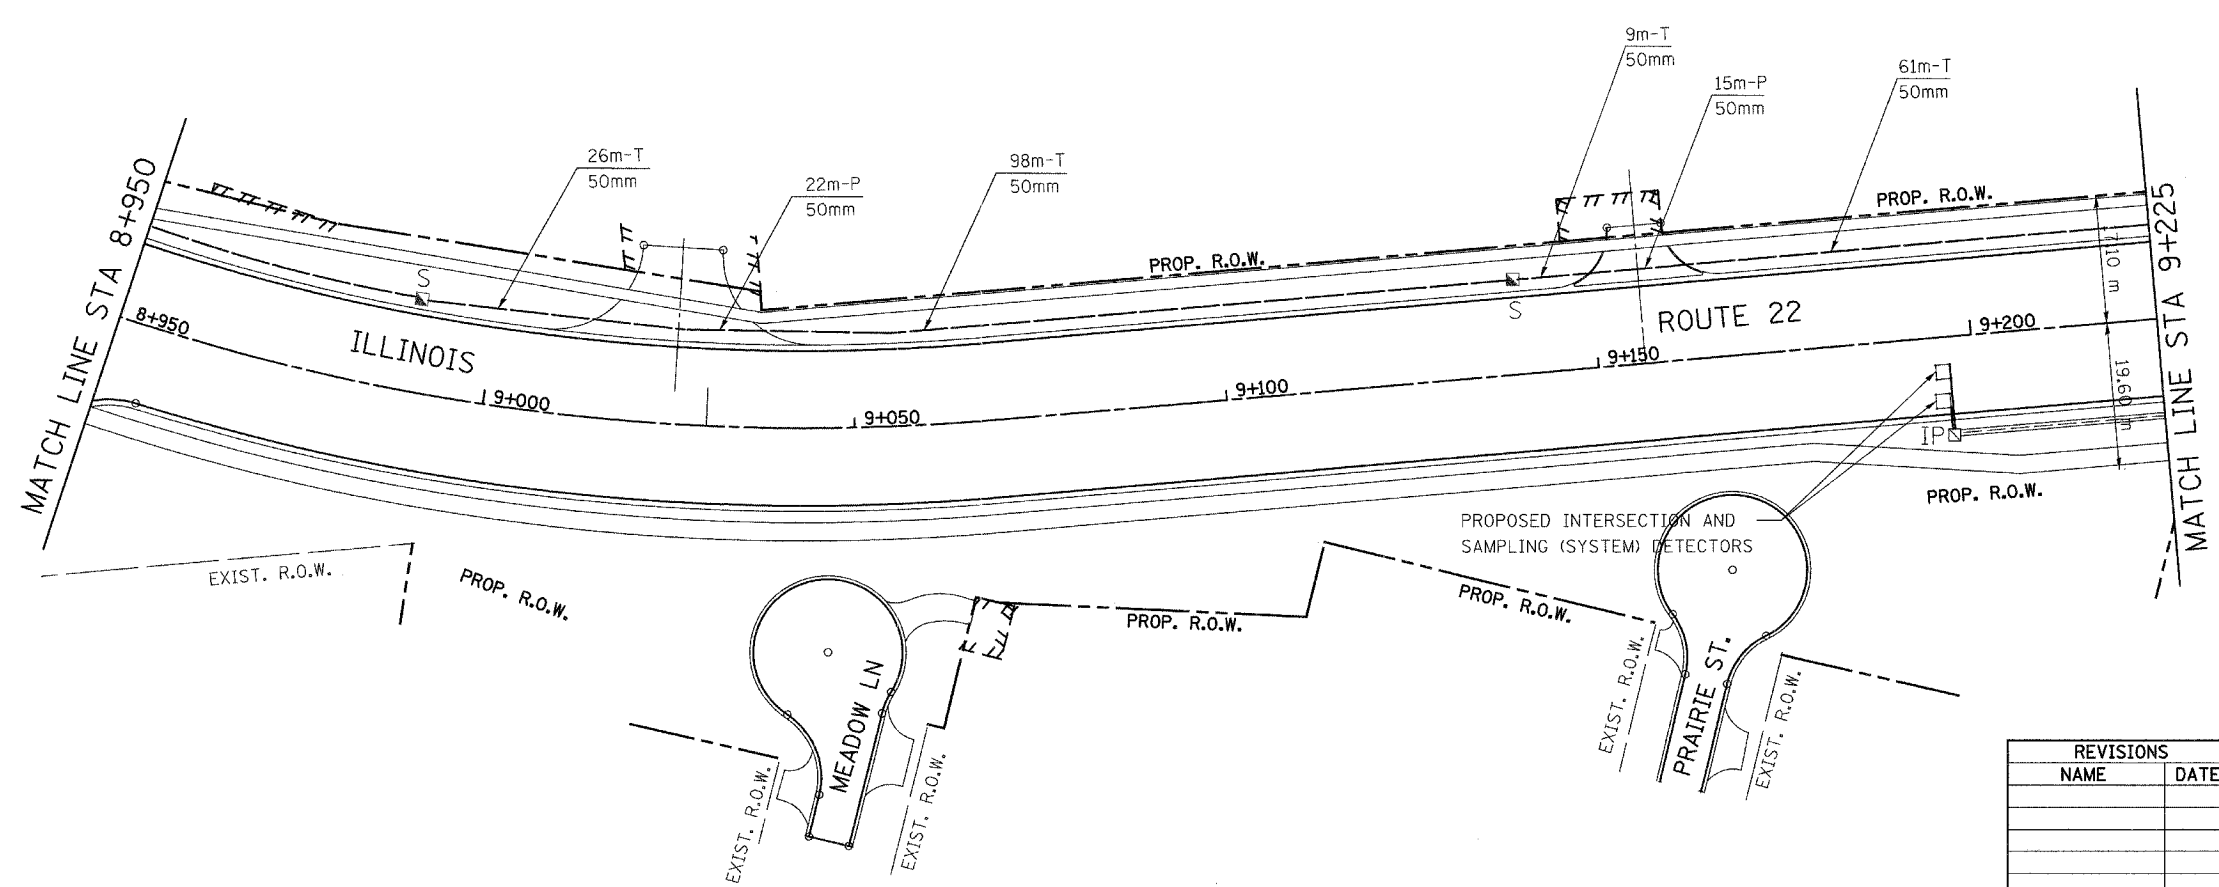 9m-T
50mm
15m-P
50mm
61m-T
50mm
26m-T
50mm
22m-P
50mm
98m-T
50mm
MATCH LINE STA 8+950
MATCH LINE STA 9+225
PROP. R.O.W.
PROP. R.O.W.
17.10 m
19.60 m
S
S
8+950
ILLINOIS
ROUTE 22
9+000
9+050
9+100
9+150
9+200
IP
PROP. R.O.W.
PROPOSED INTERSECTION AND
SAMPLING (SYSTEM) DETECTORS
EXIST. R.O.W.
PROP. R.O.W.
PROP. R.O.W.
PROP. R.O.W.
MEADOW LN
EXIST. R.O.W.
EXIST. R.O.W.
PRAIRIE ST.
EXIST. R.O.W.
EXIST. R.O.W.
REVISIONS
NAME DATE